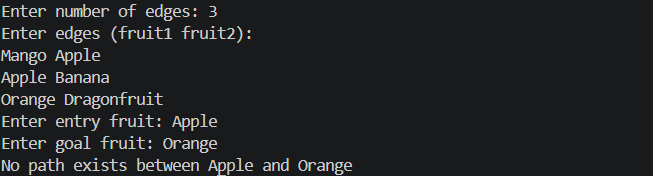 Enter number of edges: 3
Enter edges (fruit1 fruit2):
Mango Apple
Apple Banana
Orange Dragonfruit
Enter entry fruit: Apple
Enter goal fruit: Orange
No path exists between Apple and Orange